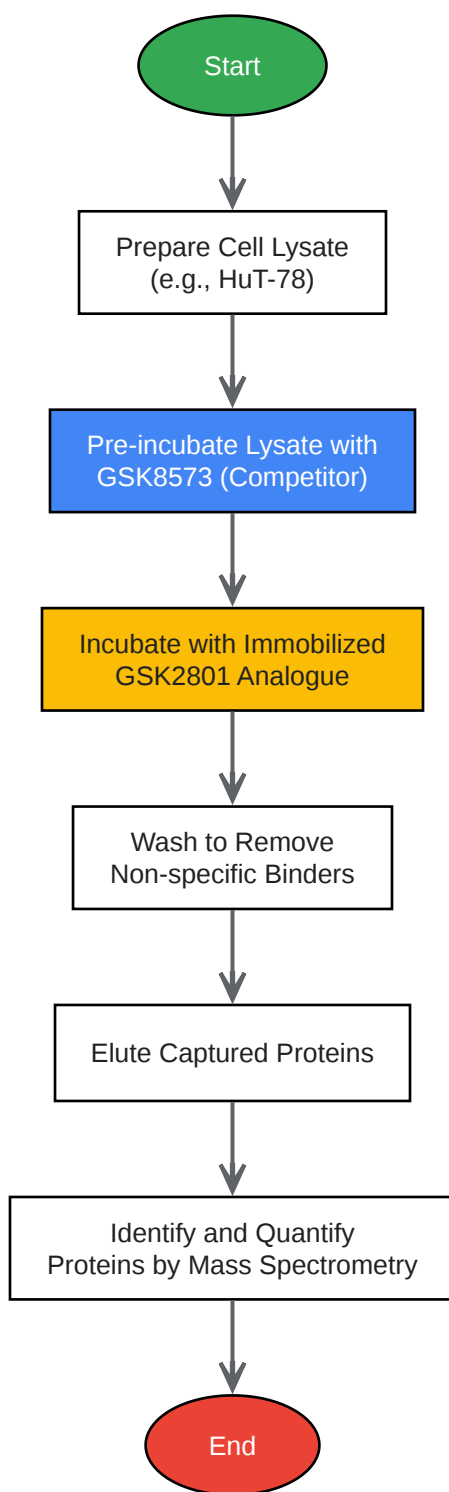 Start
Prepare Cell Lysate
(e.g., HuT-78)
Pre-incubate Lysate with
GSK8573 (Competitor)
Incubate with Immobilized
GSK2801 Analogue
Wash to Remove
Non-specific Binders
Elute Captured Proteins
Identify and Quantify
Proteins by Mass Spectrometry
End